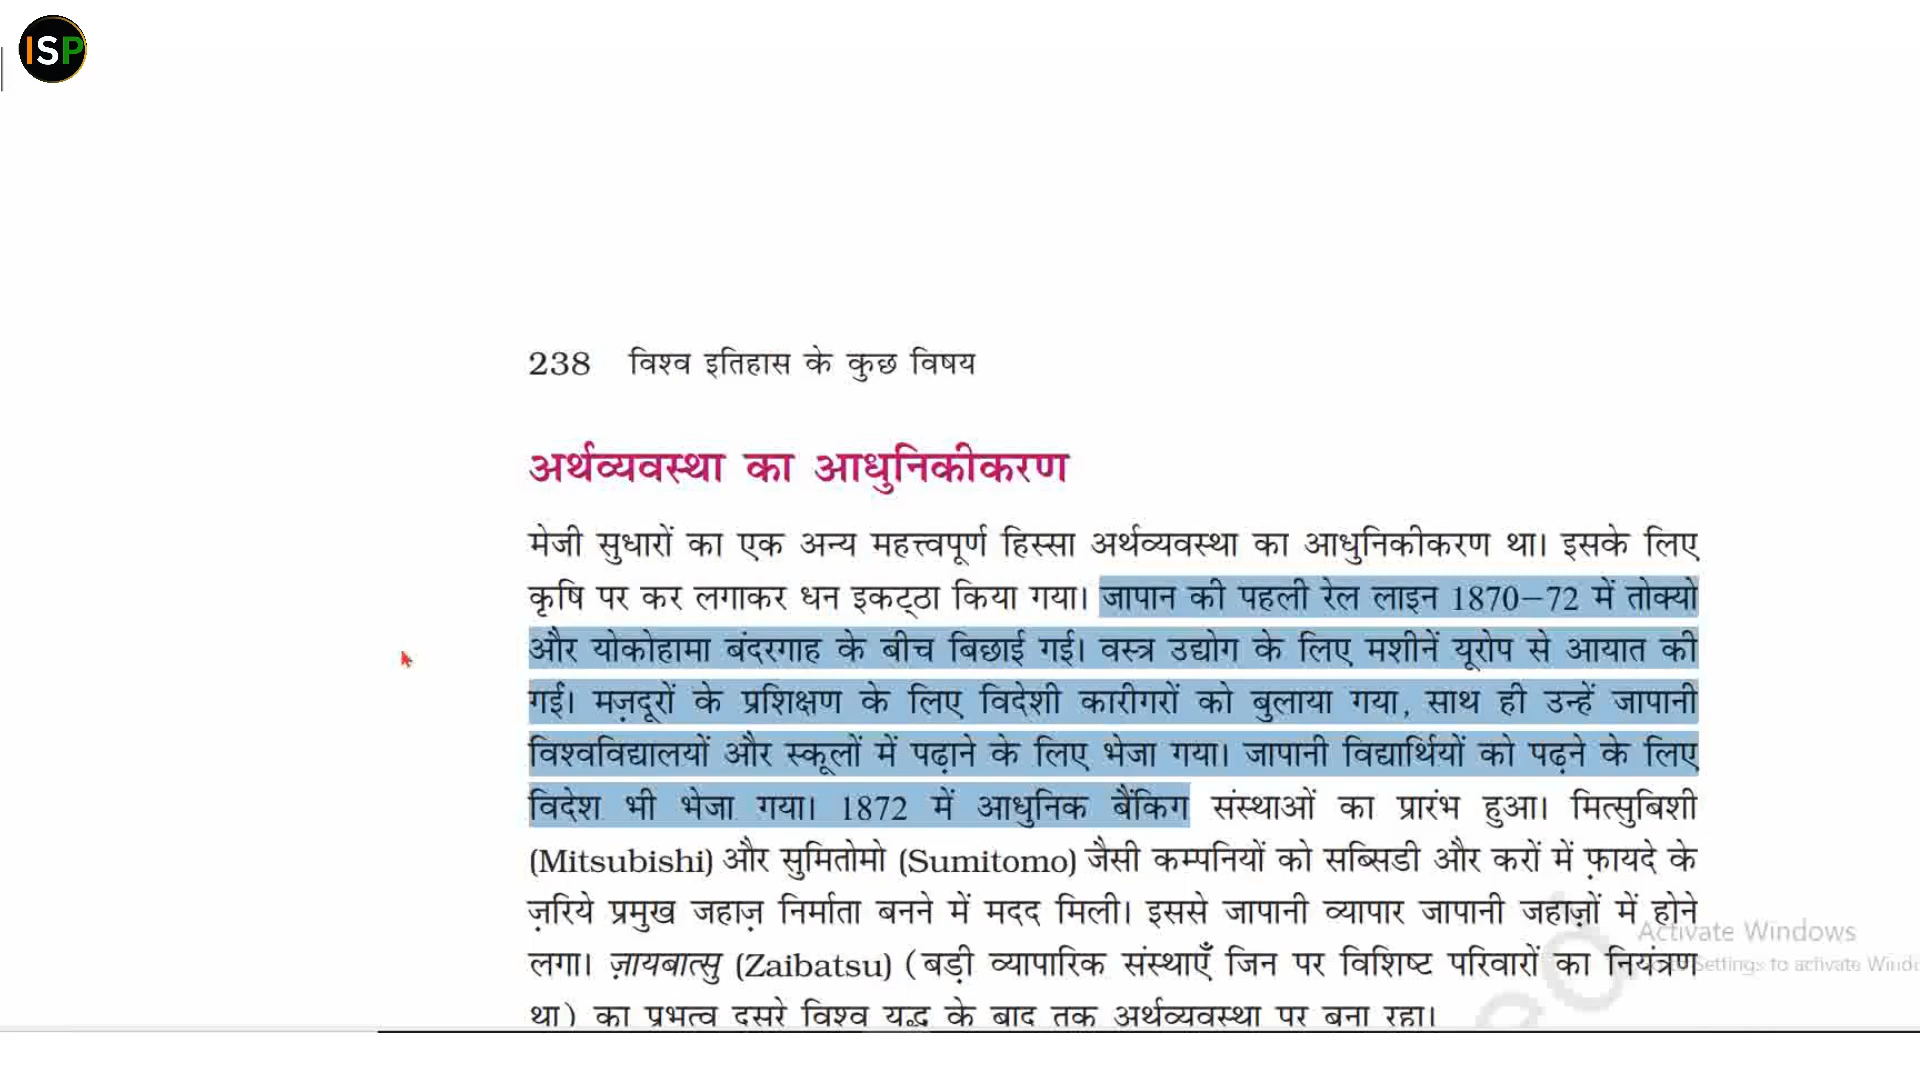 ISP
238 विश्व इतिहास के कुछ विषय
अर्थव्यवस्था का आधुनिकीकरण
मेजी सुधारों का एक अन्य महत्त्वपूर्ण हिस्सा अर्थव्यवस्था का आधुनिकीकरण था। इसके लिए
कृषि पर कर लगाकर धन इकट्ठा किया गया। जापान की पहली रेल लाइन 1870–72 में तोक्यो
और योकोहामा बंदरगाह के बीच बिछाई गई। वस्त्र उद्योग के लिए मशीनें यूरोप से आयात की
गईं। मज़दूरों के प्रशिक्षण के लिए विदेशी कारीगरों को बुलाया गया, साथ ही उन्हें जापानी
विश्वविद्यालयों और स्कूलों में पढ़ाने के लिए भेजा गया। जापानी विद्यार्थियों को पढ़ने के लिए
विदेश भी भेजा गया। 1872 में आधुनिक बैंकिंग संस्थाओं का प्रारंभ हुआ। मित्सुबिशी
(Mitsubishi) और सुमितोमो (Sumitomo) जैसी कम्पनियों को सब्सिडी और करों में फ़ायदे के
ज़रिये प्रमुख जहाज़ निर्माता बनने में मदद मिली। इससे जापानी व्यापार जापानी जहाज़ों में होने
लगा। ज़ायबात्सु (Zaibatsu) (बड़ी व्यापारिक संस्थाएँ जिन पर विशिष्ट परिवारों का नियंत्रण
था) का प्रभुत्व दूसरे विश्व युद्ध के बाद तक अर्थव्यवस्था पर बना रहा।
Activate Windows
Settings to activate Windo